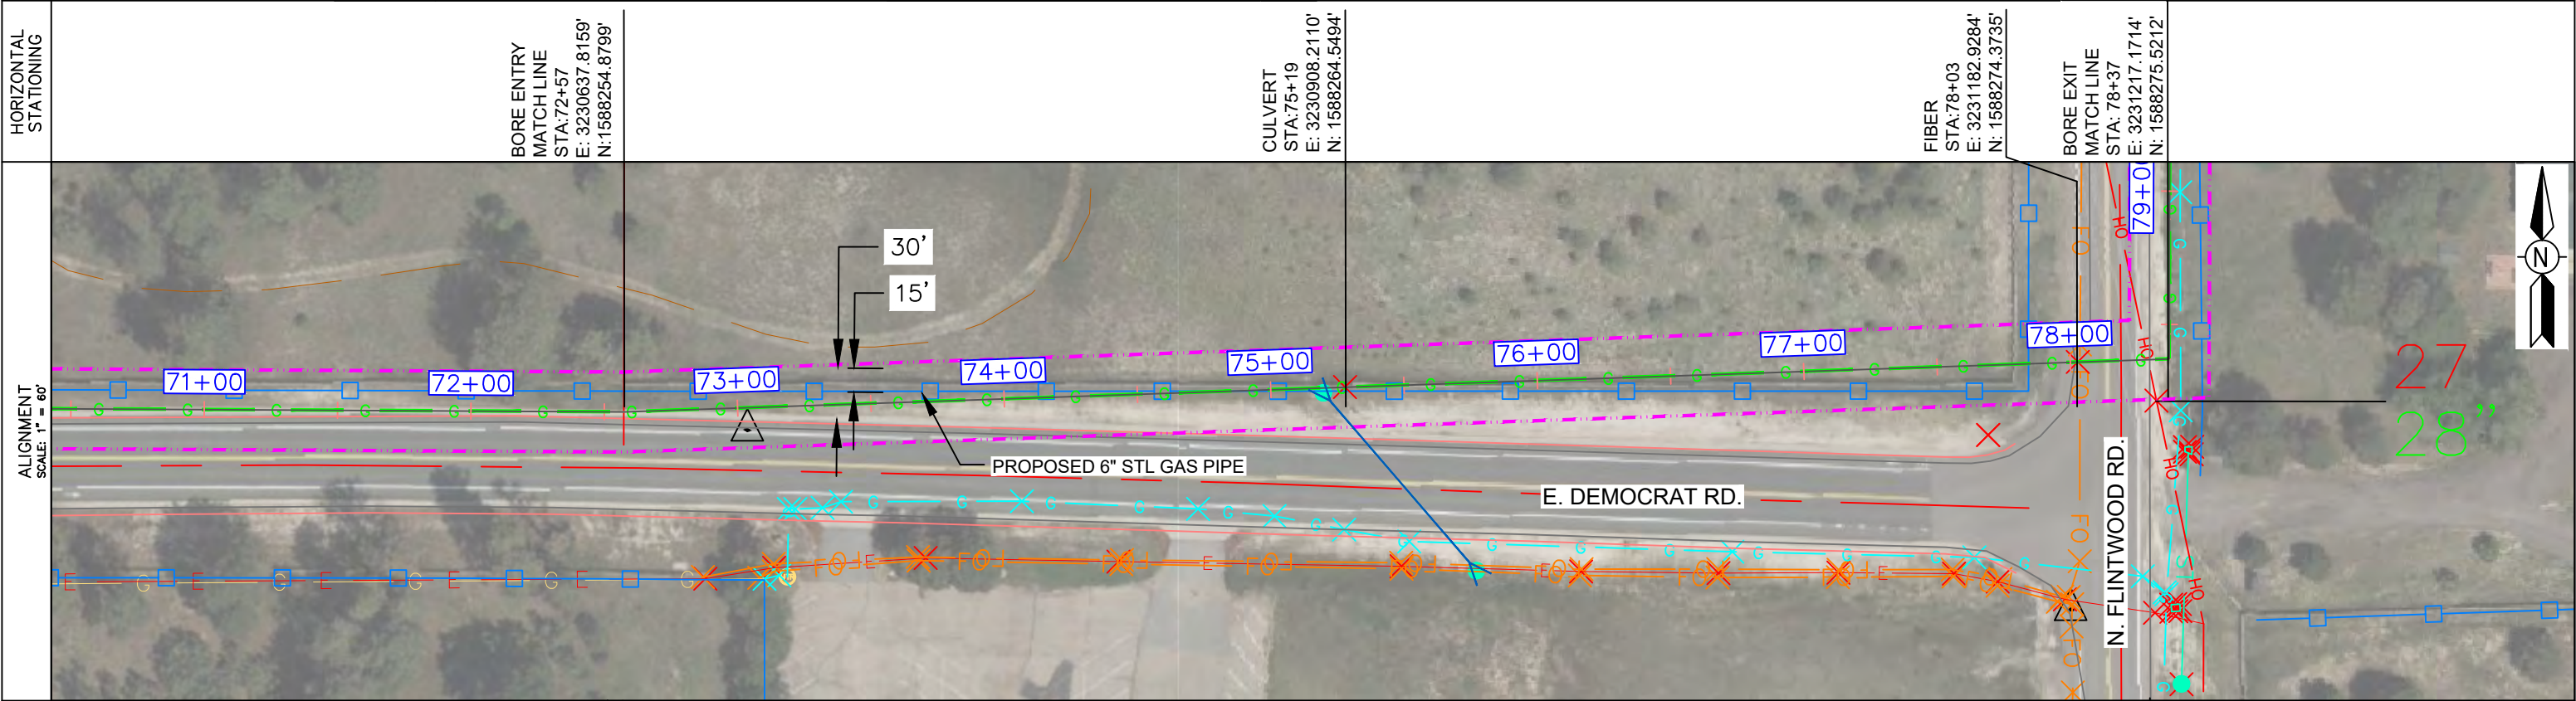 HORIZONTAL
STATIONING
BORE ENTRY
MATCH LINE
STA:72+57
E: 3230637.8159'
N:1588254.8799'
CULVERT
STA:75+19
E: 3230908.2110'
N: 1588264.5494'
FIBER
STA:78+03
E: 3231182.9284'
N: 1588274.3735'
BORE EXIT
MATCH LINE
STA: 78+37
E: 3231217.1714'
N: 1588275.5212'
ALIGNMENT
SCALE: 1" = 60'
30'
15'
71+00
72+00
73+00
74+00
75+00
76+00
77+00
78+00
79+00
N
27
28"
PROPOSED 6" STL GAS PIPE
E. DEMOCRAT RD.
N. FLINTWOOD RD.